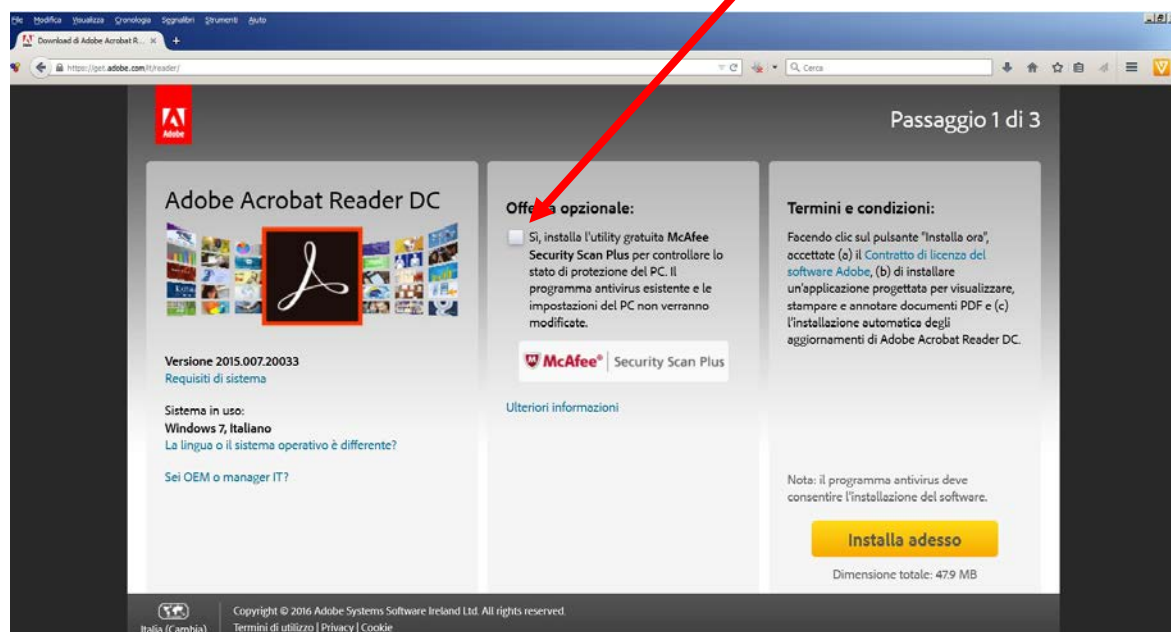 File Modifica Visualizza Cronologia Segnalibri Strumenti Aiuto
Download di Adobe Acrobat R... × +
https://get.adobe.com/it/reader/
Cerca
Adobe
Passaggio 1 di 3
Adobe Acrobat Reader DC
Versione 2015.007.20033
Requisiti di sistema
Sistema in uso:
Windows 7, Italiano
La lingua o il sistema operativo è differente?
Sei OEM o manager IT?
Offerta opzionale:
Sì, installa l'utility gratuita McAfee
Security Scan Plus per controllare lo
stato di protezione del PC. Il
programma antivirus esistente e le
impostazioni del PC non verranno
modificate.
McAfee® Security Scan Plus
Ulteriori informazioni
Termini e condizioni:
Facendo clic sul pulsante "Installa ora",
accettate (a) il Contratto di licenza del
software Adobe, (b) di installare
un'applicazione progettata per visualizzare,
stampare e annotare documenti PDF e (c)
l'installazione automatica degli
aggiornamenti di Adobe Acrobat Reader DC.
Nota: il programma antivirus deve
consentire l'installazione del software.
Installa adesso
Dimensione totale: 47.9 MB
Italia (Cambia)
Copyright © 2016 Adobe Systems Software Ireland Ltd. All rights reserved.
Termini di utilizzo | Privacy | Cookie